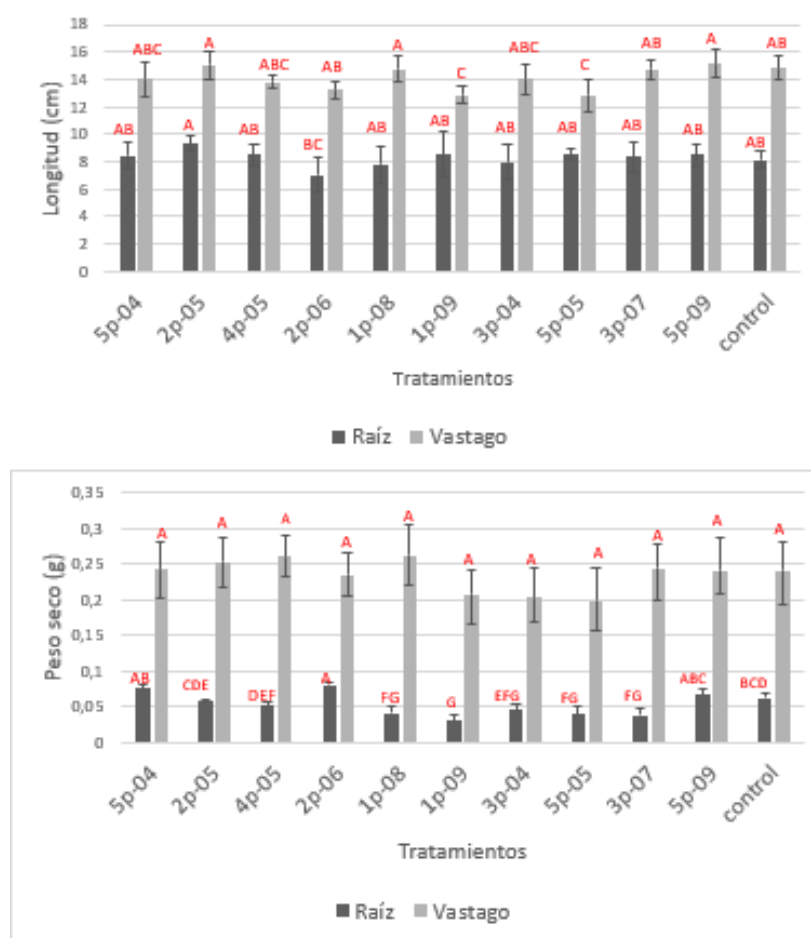 18
16
14
12
10
8
6
4
2
0
Longitud (cm)
ABC A ABC AB A C ABC C AB A AB
AB A AB BC AB AB AB AB AB AB AB
5p-04 2p-05 4p-05 2p-06 1p-08 1p-09 3p-04 5p-05 3p-07 5p-09 control
Tratamientos
Raíz Vastago
0,35
0,3
0,25
0,2
0,15
0,1
0,05
0
Peso seco (g)
A A A A A A A A A A A
AB CDE DEF A FG G EFG FG FG ABC BCD
5p-04 2p-05 4p-05 2p-06 1p-08 1p-09 3p-04 5p-05 3p-07 5p-09 control
Tratamientos
Raíz Vastago